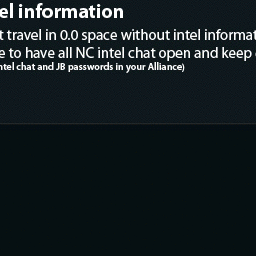 el information
t travel in 0.0 space without intel informat
e to have all NC intel chat open and keep
ntel chat and JB passwords in your Alliance)